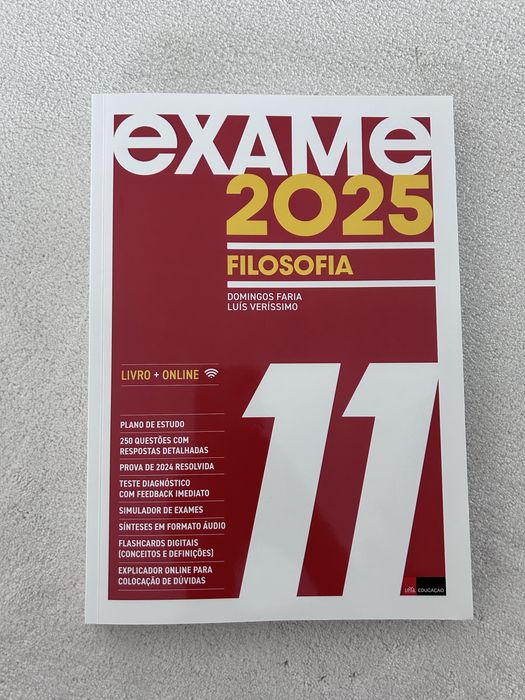 exAMe
2025
FILOSOFIA
DOMINGOS FARIA
LUÍS VERÍSSIMO
LIVRO + ONLINE
PLANO DE ESTUDO
250 QUESTÕES COM
RESPOSTAS DETALHADAS
PROVA DE 2024 RESOLVIDA
TESTE DIAGNÓSTICO
COM FEEDBACK IMEDIATO
SIMULADOR DE EXAMES
SÍNTESES EM FORMATO ÁUDIO
FLASHCARDS DIGITAIS
(CONCEITOS E DEFINIÇÕES)
EXPLICADOR ONLINE PARA
COLOCAÇÃO DE DÚVIDAS
11
LEYA EDUCAÇÃO